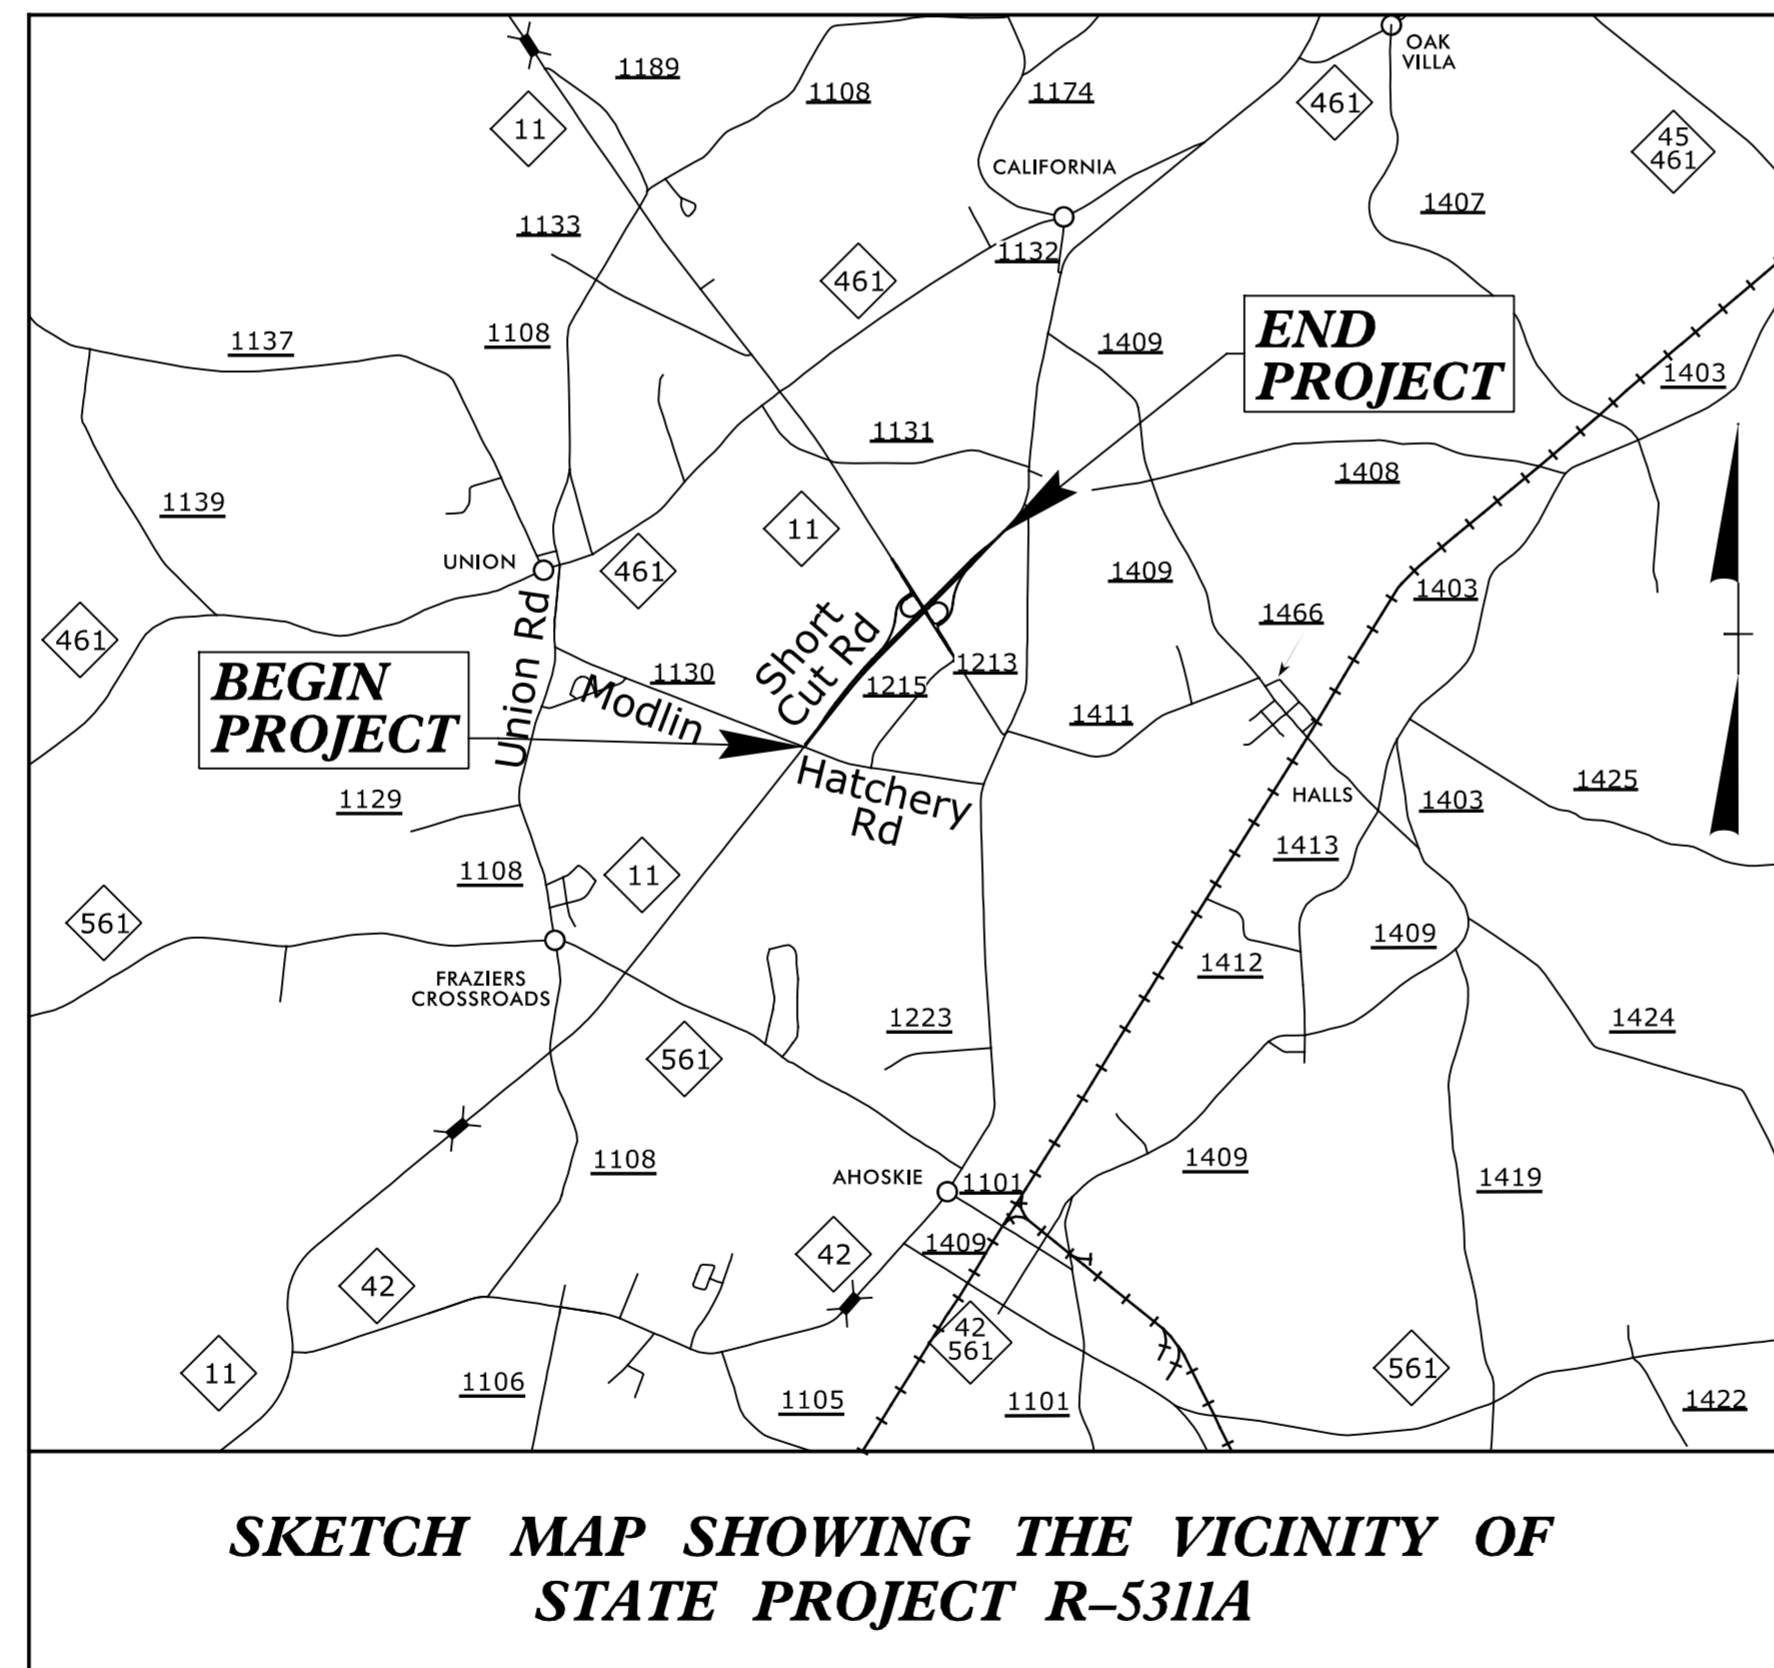 OAK
VILLA
1189
1108
1174
461
11
45
461
CALIFORNIA
1407
1133
1132
461
1137
1108
1409
END
PROJECT
1403
1131
1408
1139
11
UNION
461
1409
1403
1466
461
Union Rd
Short
Cut Rd
BEGIN
PROJECT
1130
Modlin
1213
1215
1411
Hatchery
Rd
1129
HALLS
1403
1425
1413
1108
11
561
1409
1412
FRAZIERS
CROSSROADS
1223
1424
561
1108
AHOSKIE
1101
1409
1419
42
1409
42
42
561
11
561
1106
1105
1101
1422
SKETCH MAP SHOWING THE VICINITY OF
STATE PROJECT R–5311A